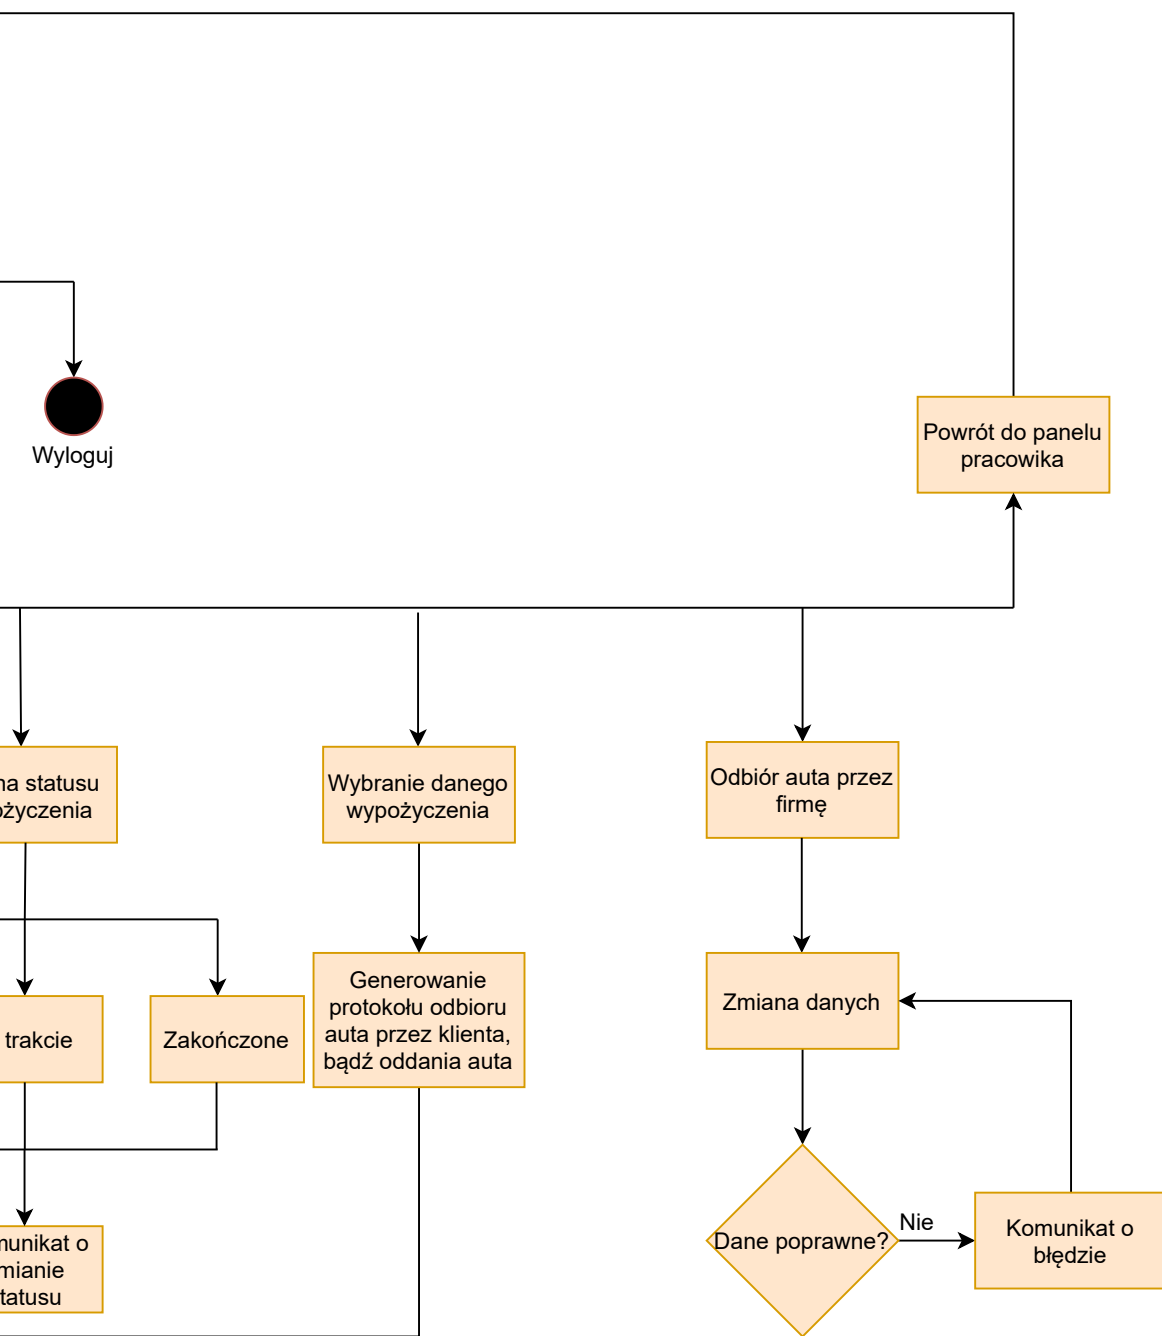 Wyloguj
Powrót do panelu
pracowika
na statusu
ożyczenia
Wybranie danego
wypożyczenia
Odbiór auta przez
firmę
trakcie
Zakończone
Generowanie
protokołu odbioru
auta przez klienta,
bądź oddania auta
Zmiana danych
munikat o
mianie
tatusu
Dane poprawne?
Nie
Komunikat o
błędzie